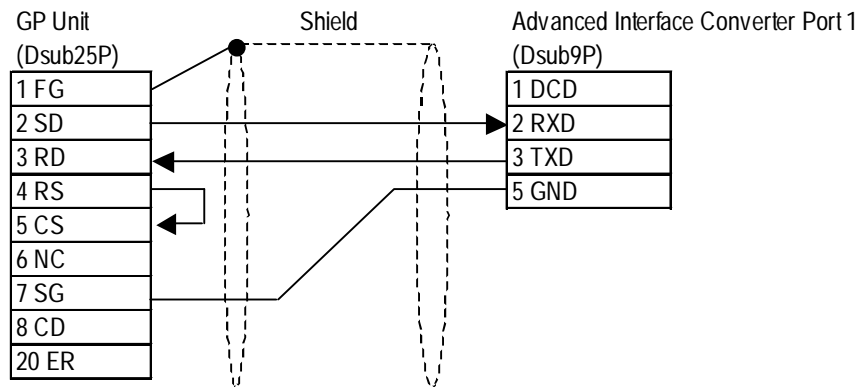 GP Unit
(Dsub25P)
Shield
Advanced Interface Converter Port 1
(Dsub9P)
1 FG
2 SD
3 RD
4 RS
5 CS
6 NC
7 SG
8 CD
20 ER
1 DCD
2 RXD
3 TXD
5 GND